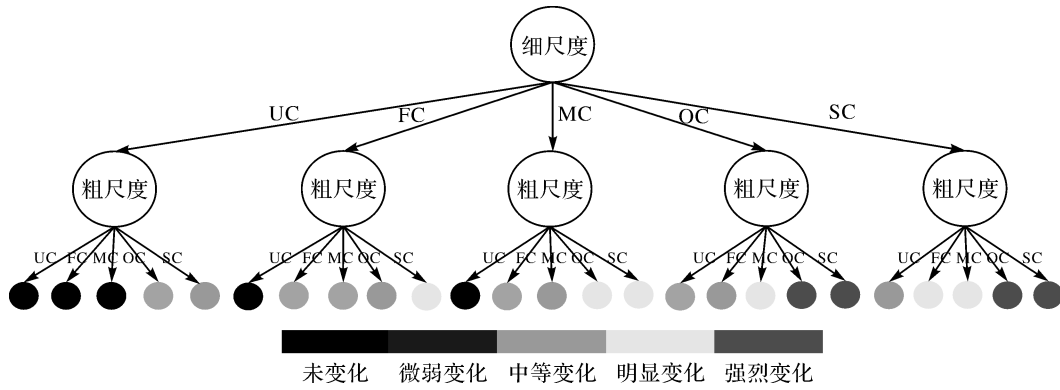 细尺度
UC FC MC OC SC
粗尺度 粗尺度 粗尺度 粗尺度 粗尺度
UC FC MC OC SC UC FC MC OC SC UC FC MC OC SC UC FC MC OC SC UC FC MC OC SC
未变化 微弱变化 中等变化 明显变化 强烈变化